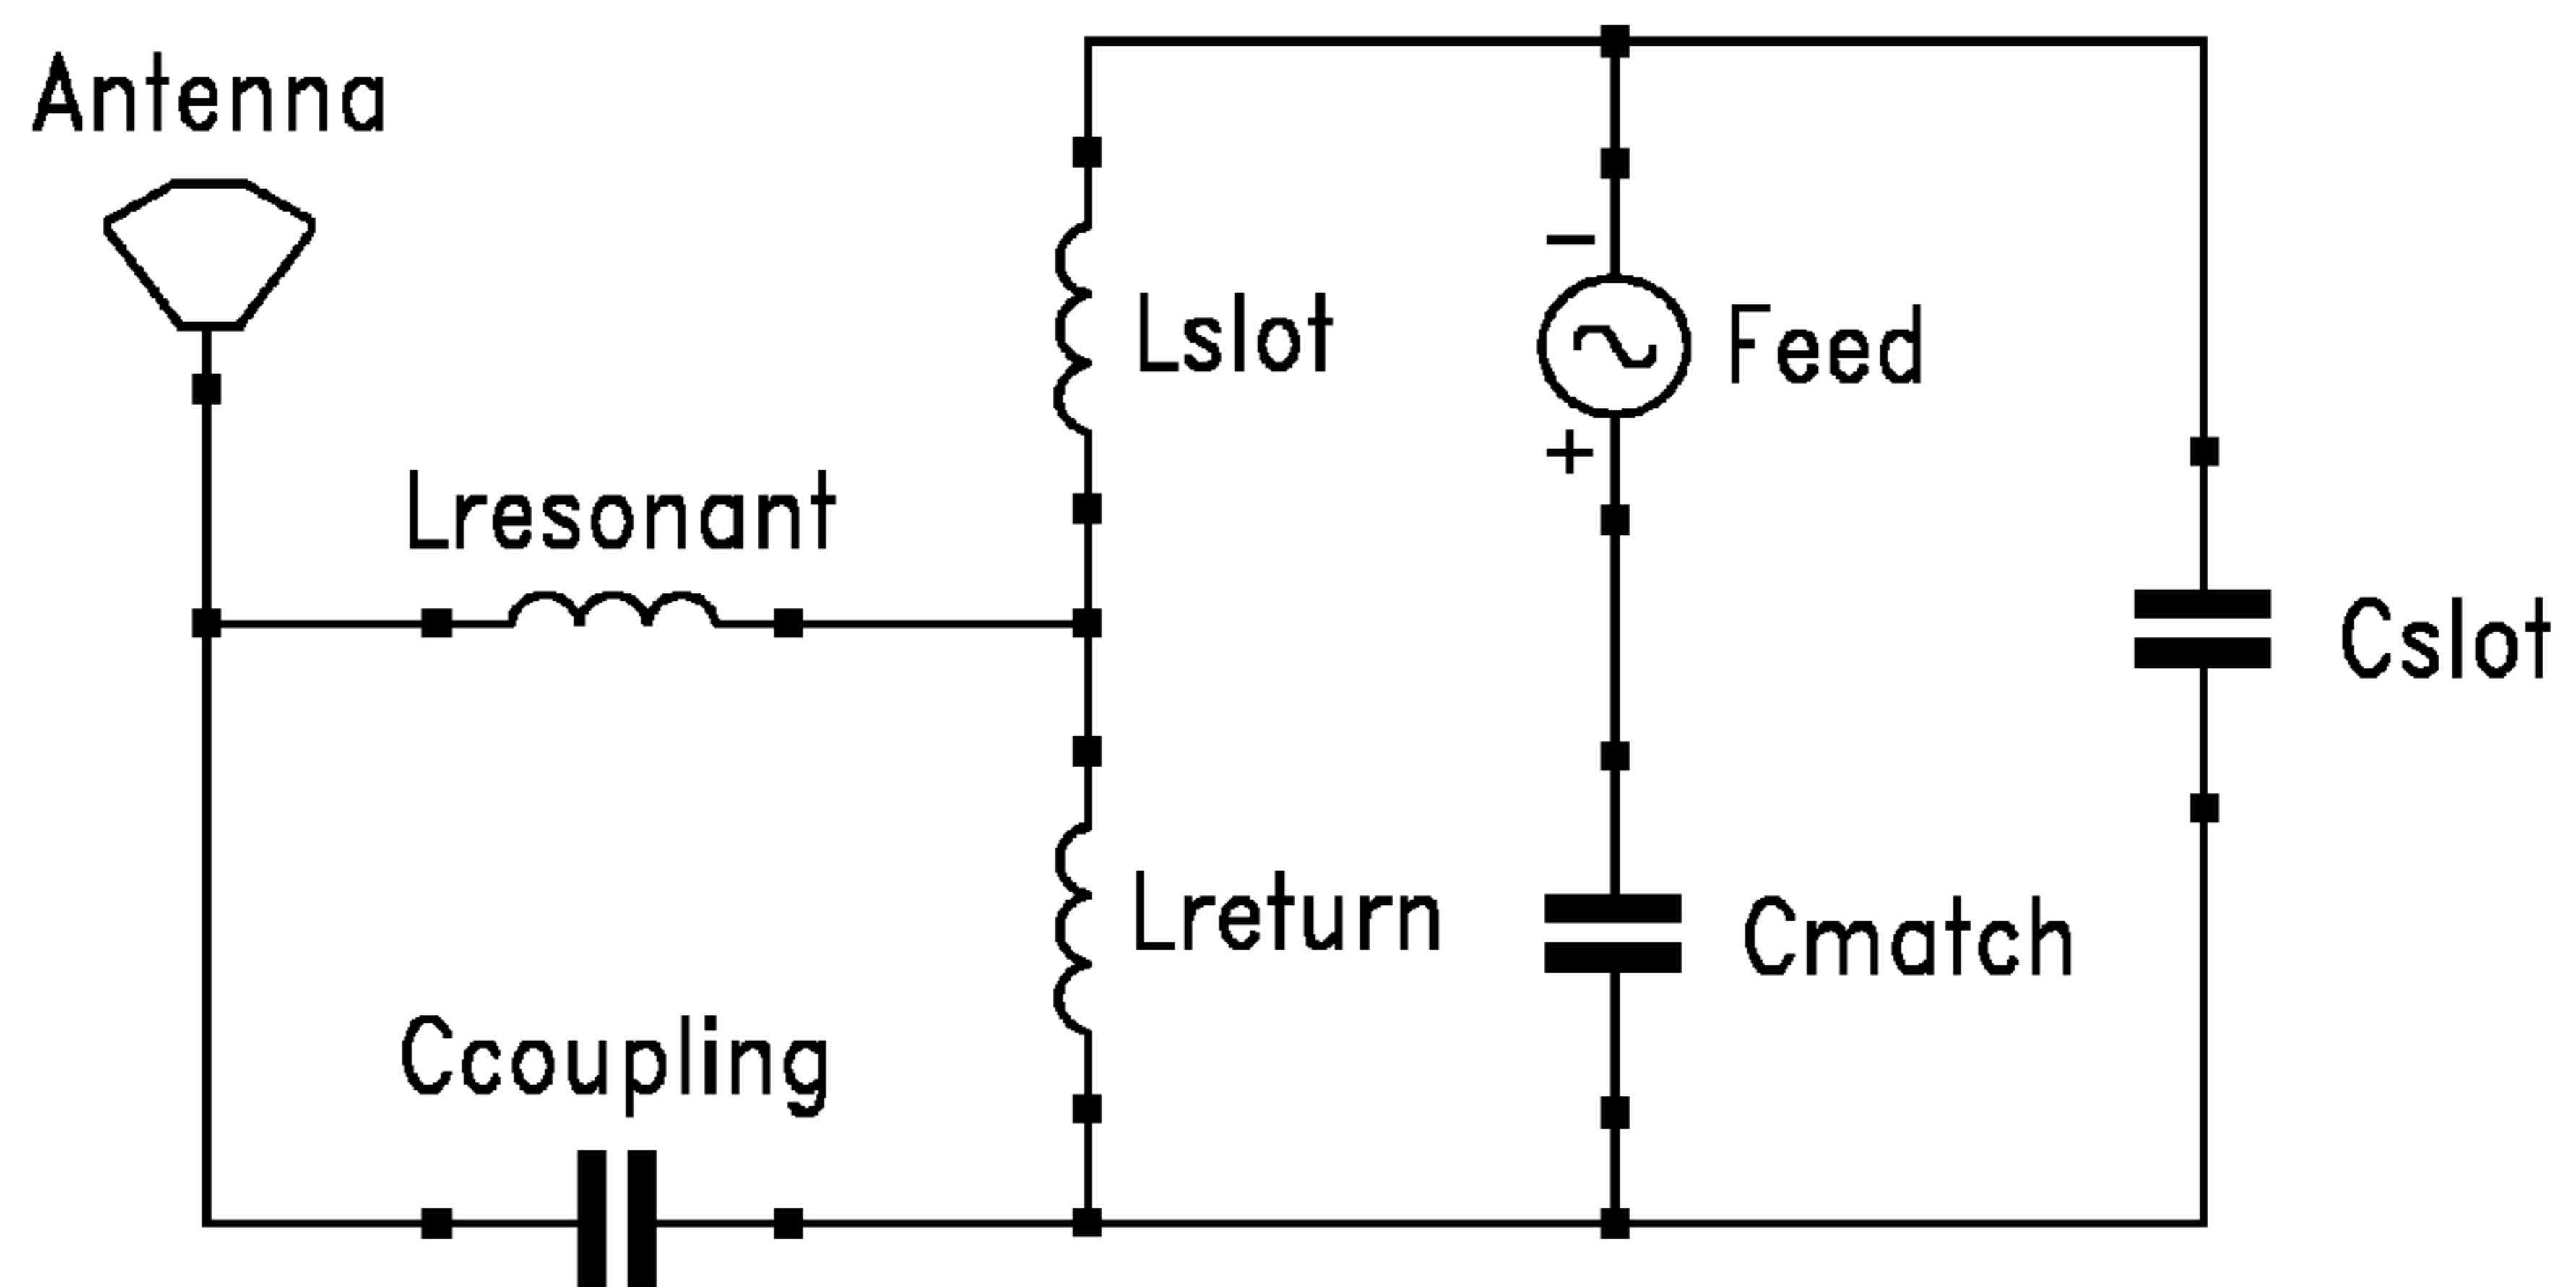 Antenna
Lslot
−
Feed
+
Lresonant
Cslot
Lreturn
Cmatch
Ccoupling